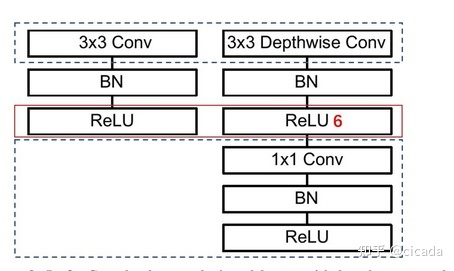 3x3 Conv
3x3 Depthwise Conv
BN
BN
ReLU
ReLU 6
1x1 Conv
BN
ReLU
知乎 @cicada